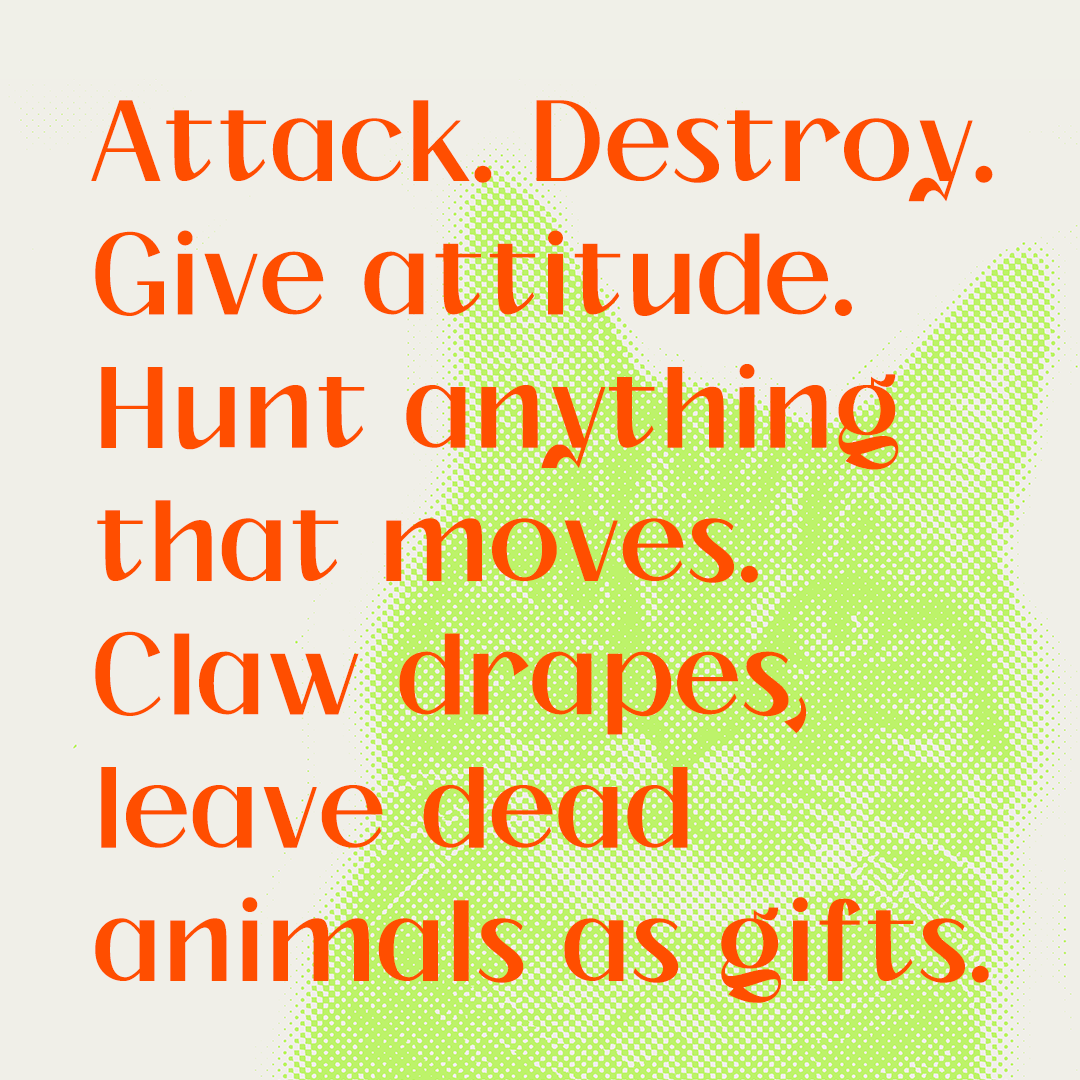 Attack. Destroy.
Give attitude.
Hunt anything
that moves.
Claw drapes,
leave dead
animals as gifts.